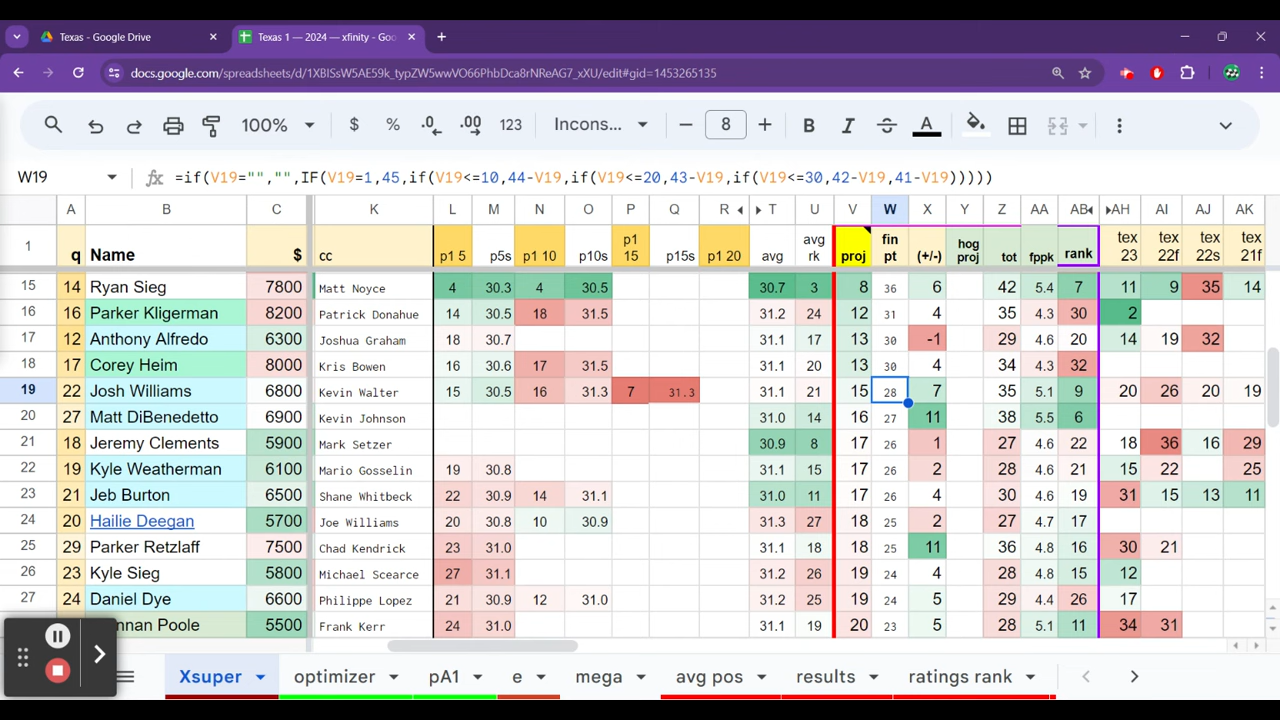 Texas - Google Drive
Texas 1 — 2024 — xfinity - Goo
docs.google.com/spreadsheets/d/1XBISsW5AE59k_typZW5wwVO66PhbDca8rNReAG7_xXU/edit#gid=1453265135
100% $ % .0 .00 123 Incons... 8 B I S A
W19 fx =if(V19="","",IF(V19=1,45,if(V19<=10,44-V19,if(V19<=20,43-V19,if(V19<=30,42-V19,41-V19)))))
A B C K L M N O P Q R T U V W X Y Z AA AB AH AI AJ AK
1 q Name $ cc p1 5 p5s p1 10 p10s p1 15 p15s p1 20 avg avg rk proj fin pt (+/-) hog proj tot fppk rank tex 23 tex 22f tex 22s tex 21f
15 14 Ryan Sieg 7800 Matt Noyce 4 30.3 4 30.5 30.7 3 8 36 6 42 5.4 7 11 9 35 14
16 16 Parker Kligerman 8200 Patrick Donahue 14 30.5 18 31.5 31.2 24 12 31 4 35 4.3 30 2
17 12 Anthony Alfredo 6300 Joshua Graham 18 30.7 31.1 17 13 30 -1 29 4.6 20 14 19 32
18 17 Corey Heim 8000 Kris Bowen 16 30.6 17 31.5 31.1 20 13 30 4 34 4.3 32
19 22 Josh Williams 6800 Kevin Walter 15 30.5 16 31.3 7 31.3 31.1 21 15 28 7 35 5.1 9 20 26 20 19
20 27 Matt DiBenedetto 6900 Kevin Johnson 31.0 14 16 27 11 38 5.5 6
21 18 Jeremy Clements 5900 Mark Setzer 30.9 8 17 26 1 27 4.6 22 18 36 16 29
22 19 Kyle Weatherman 6100 Mario Gosselin 19 30.8 31.1 15 17 26 2 28 4.6 21 15 22 25
23 21 Jeb Burton 6500 Shane Whitbeck 22 30.9 14 31.1 31.0 11 17 26 4 30 4.6 19 31 15 13 11
24 20 Hailie Deegan 5700 Joe Williams 20 30.8 10 30.9 31.3 27 18 25 2 27 4.7 17
25 29 Parker Retzlaff 7500 Chad Kendrick 23 31.0 31.1 18 18 25 11 36 4.8 16 30 21
26 23 Kyle Sieg 5800 Michael Scearce 27 31.1 31.2 26 19 24 4 28 4.8 15 12
27 24 Daniel Dye 6600 Philippe Lopez 21 30.9 12 31.0 31.2 25 19 24 5 29 4.4 26 17
nnan Poole 5500 Frank Kerr 24 31.0 31.1 19 20 23 5 28 5.1 11 34 31
Xsuper optimizer pA1 e mega avg pos results ratings rank